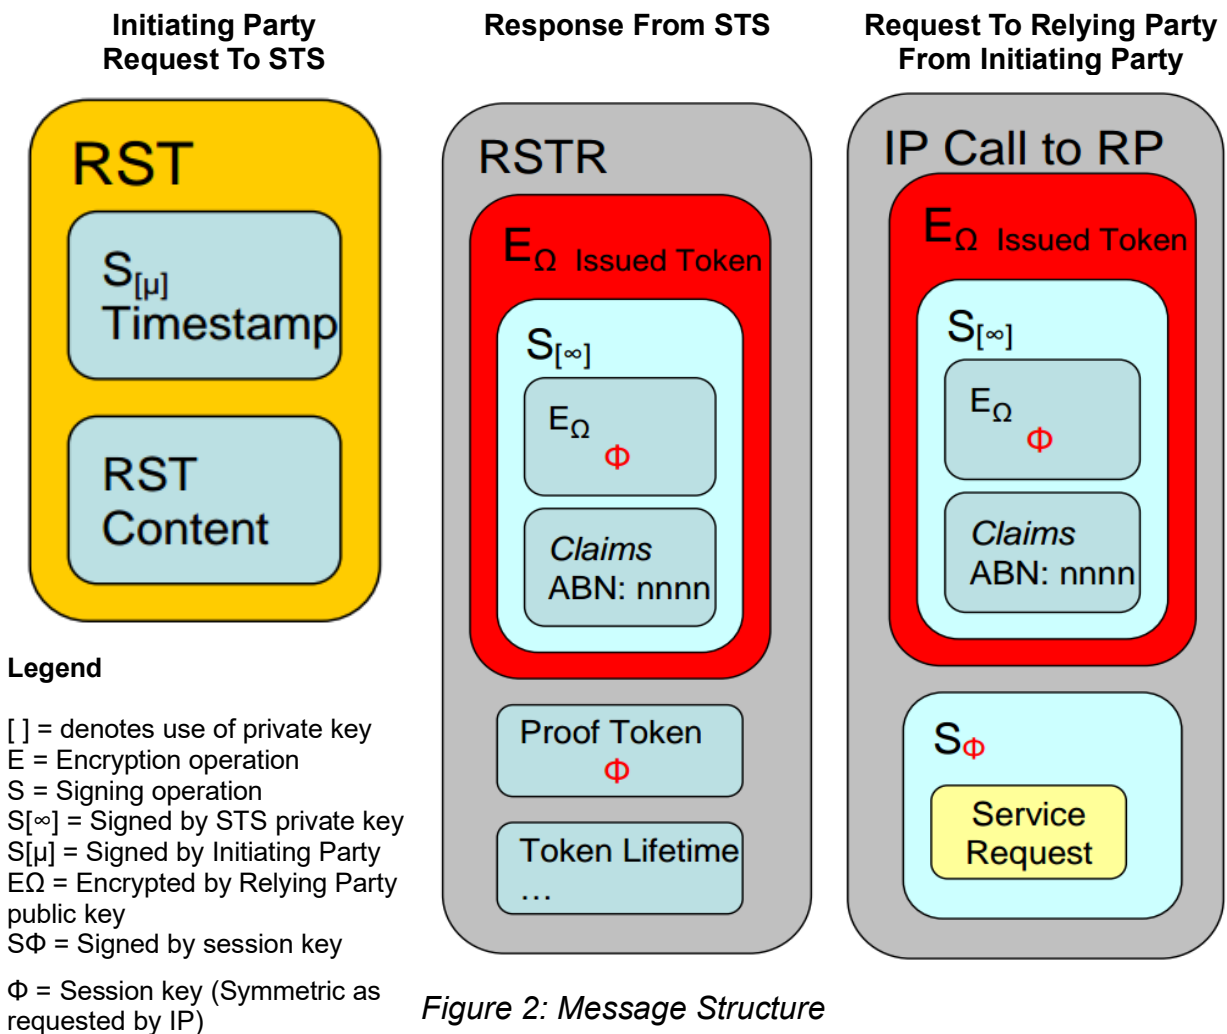 Initiating Party
Request To STS
RST
S[μ]
Timestamp
RST
Content
Response From STS
RSTR
EΩ Issued Token
S[∞]
EΩ
Φ
Claims
ABN: nnnn
Proof Token
Φ
Token Lifetime
...
Request To Relying Party
From Initiating Party
IP Call to RP
EΩ Issued Token
S[∞]
EΩ
Φ
Claims
ABN: nnnn
SΦ
Service
Request
Legend
[ ] = denotes use of private key
E = Encryption operation
S = Signing operation
S[∞] = Signed by STS private key
S[μ] = Signed by Initiating Party
EΩ = Encrypted by Relying Party
public key
SΦ = Signed by session key
Φ = Session key (Symmetric as
requested by IP)
Figure 2: Message Structure